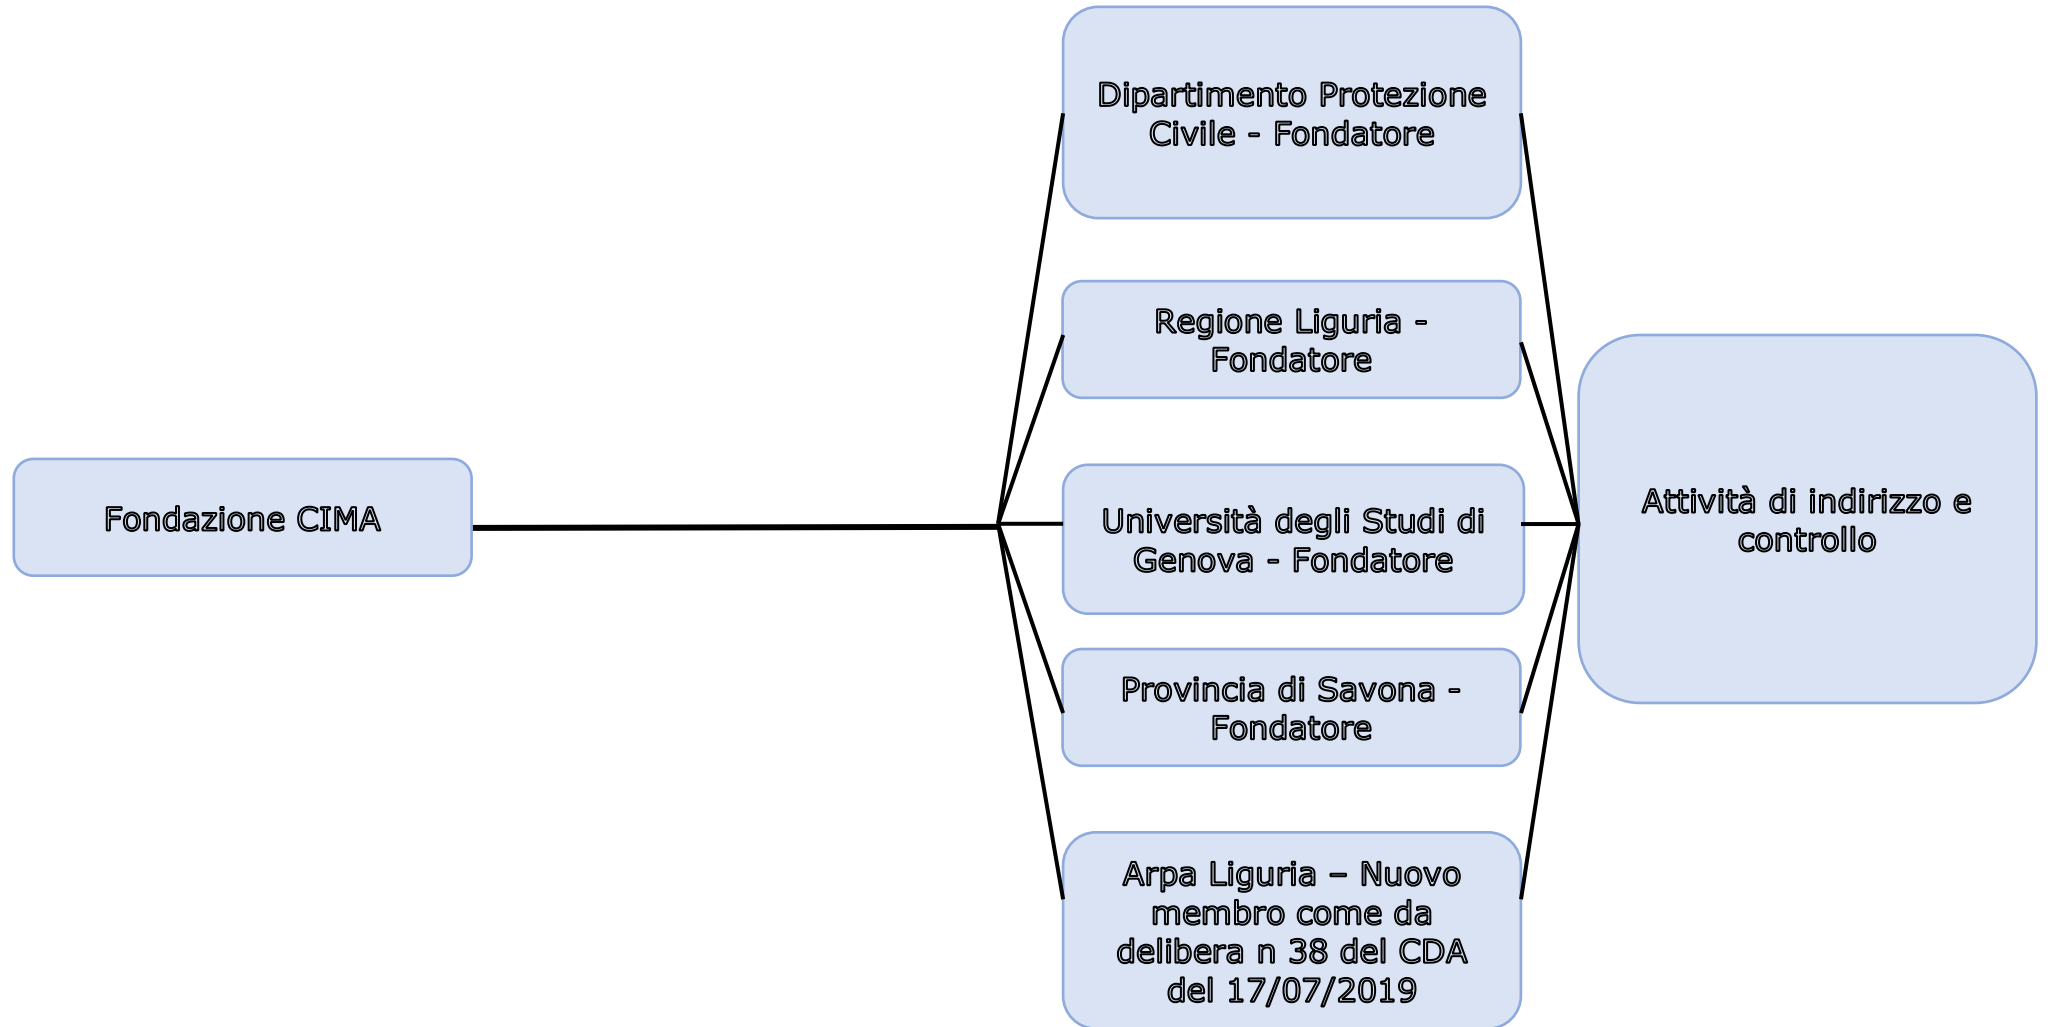 Dipartimento Protezione
Civile - Fondatore
Regione Liguria -
Fondatore
Fondazione CIMA
Università degli Studi di
Genova - Fondatore
Attività di indirizzo e
controllo
Provincia di Savona -
Fondatore
Arpa Liguria – Nuovo
membro come da
delibera n 38 del CDA
del 17/07/2019